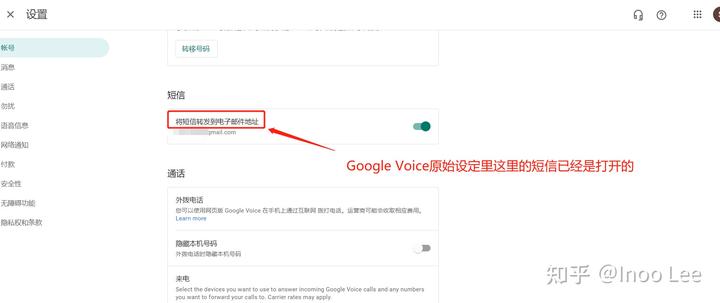 设置
帐号
消息
通话
勿扰
语音信息
网络通知
付款
安全性
无障碍功能
隐私权和条款
转移号码
短信
将短信转发到电子邮件地址
gmail.com
Google Voice原始设定里这里的短信已经是打开的
通话
外拨电话
您可以使用网页版 Google Voice 在手机上通过互联网 拨打电话。运营商可能会收取相应费用。
Learn more
隐藏本机号码
外拨电话时隐藏本机号码
来电
Select the devices you want to use to answer incoming Google Voice calls and any numbers
you want to forward your calls to. Carrier rates may apply.
知乎 @Inoo Lee